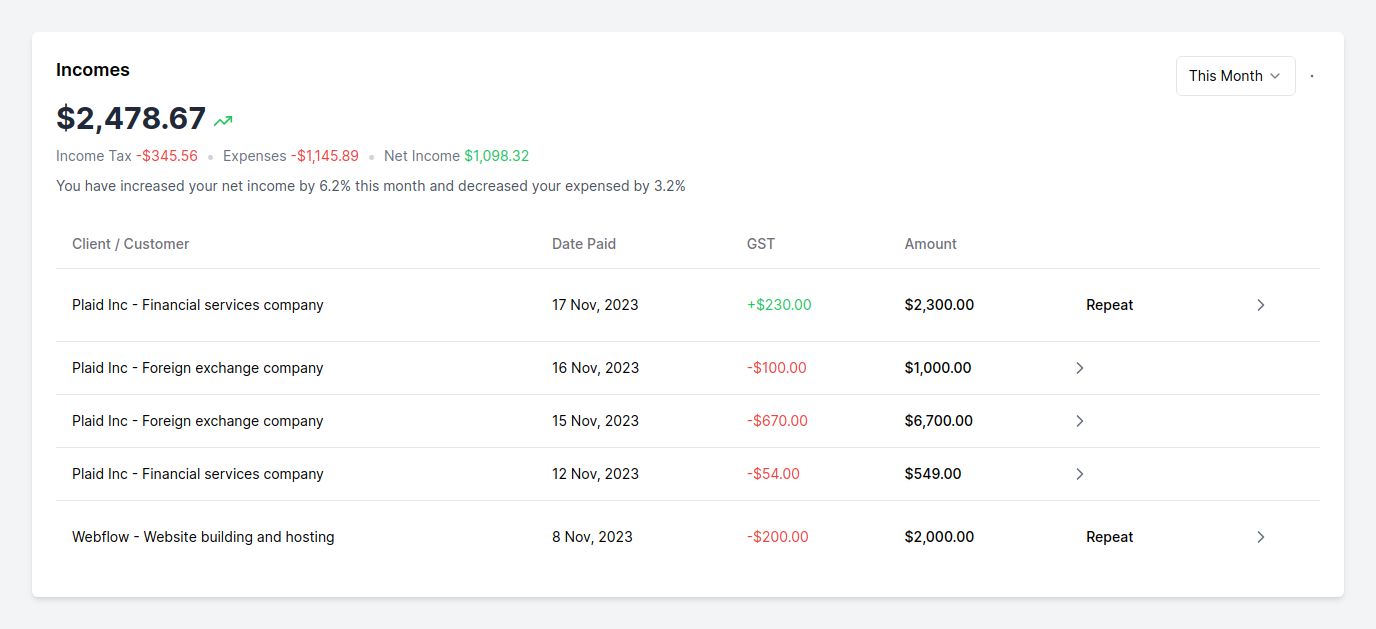 Incomes
This Month
$2,478.67
Income Tax -$345.56 • Expenses -$1,145.89 • Net Income $1,098.32
You have increased your net income by 6.2% this month and decreased your expensed by 3.2%
Client / Customer Date Paid GST Amount
Plaid Inc - Financial services company 17 Nov, 2023 +$230.00 $2,300.00 Repeat
Plaid Inc - Foreign exchange company 16 Nov, 2023 -$100.00 $1,000.00
Plaid Inc - Foreign exchange company 15 Nov, 2023 -$670.00 $6,700.00
Plaid Inc - Financial services company 12 Nov, 2023 -$54.00 $549.00
Webflow - Website building and hosting 8 Nov, 2023 -$200.00 $2,000.00 Repeat